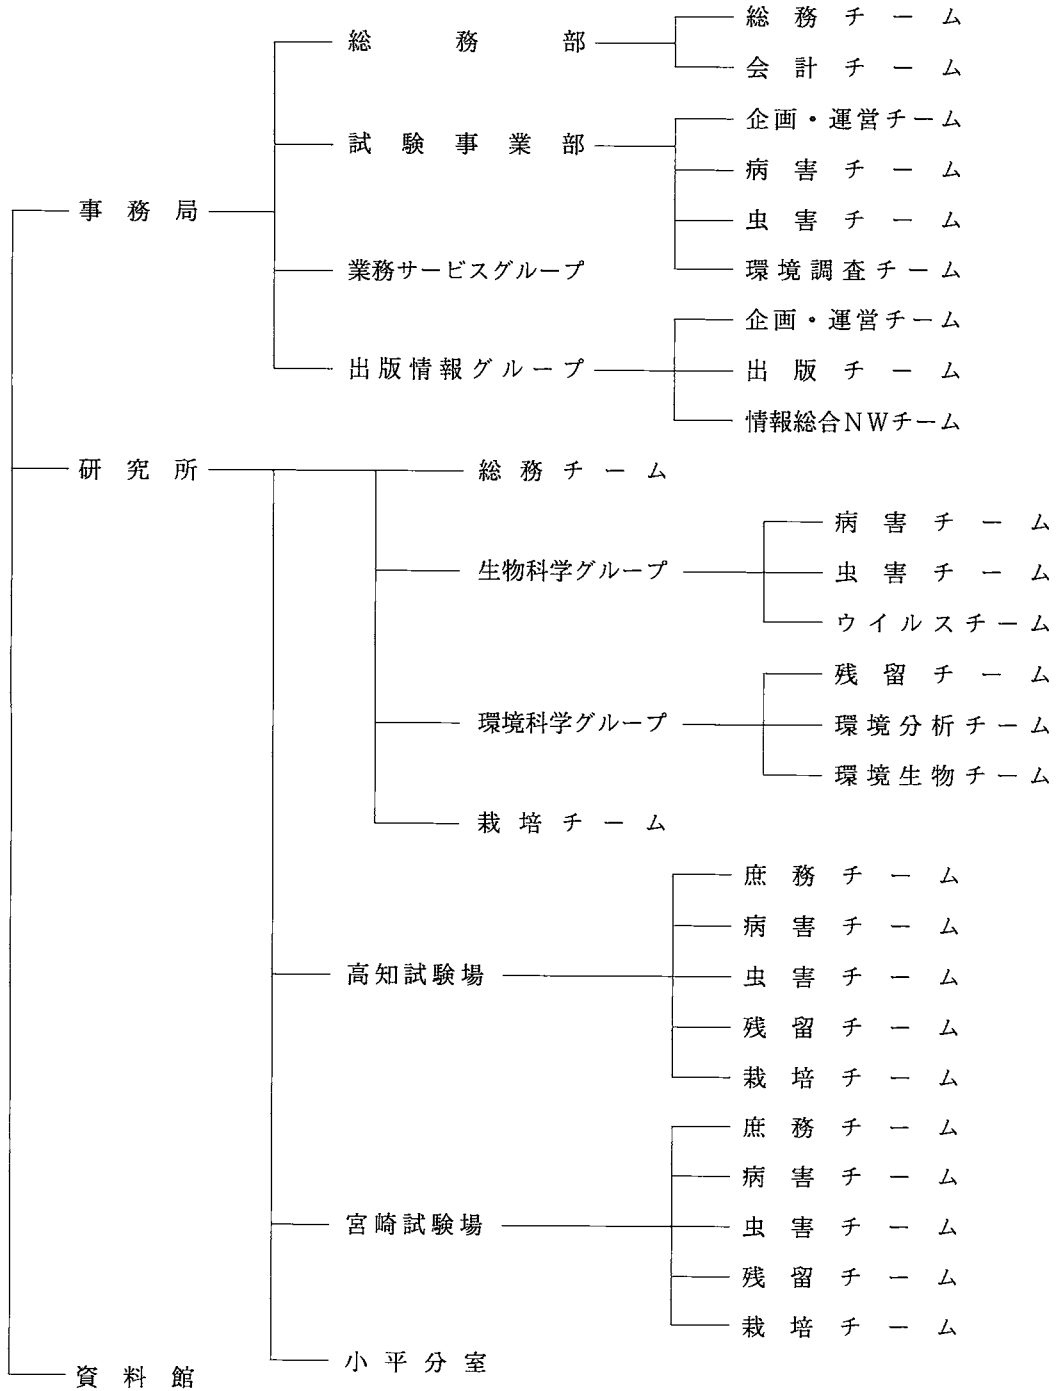 総務チーム
総務部
会計チーム
企画・運営チーム
試験事業部
病害チーム
事務局
虫害チーム
業務サービスグループ
環境調査チーム
企画・運営チーム
出版情報グループ
出版チーム
情報総合NWチーム
研究所
総務チーム
病害チーム
生物科学グループ
虫害チーム
ウイルスチーム
残留チーム
環境科学グループ
環境分析チーム
環境生物チーム
栽培チーム
庶務チーム
病害チーム
高知試験場
虫害チーム
残留チーム
栽培チーム
庶務チーム
病害チーム
宮崎試験場
虫害チーム
残留チーム
栽培チーム
小平分室
資料館